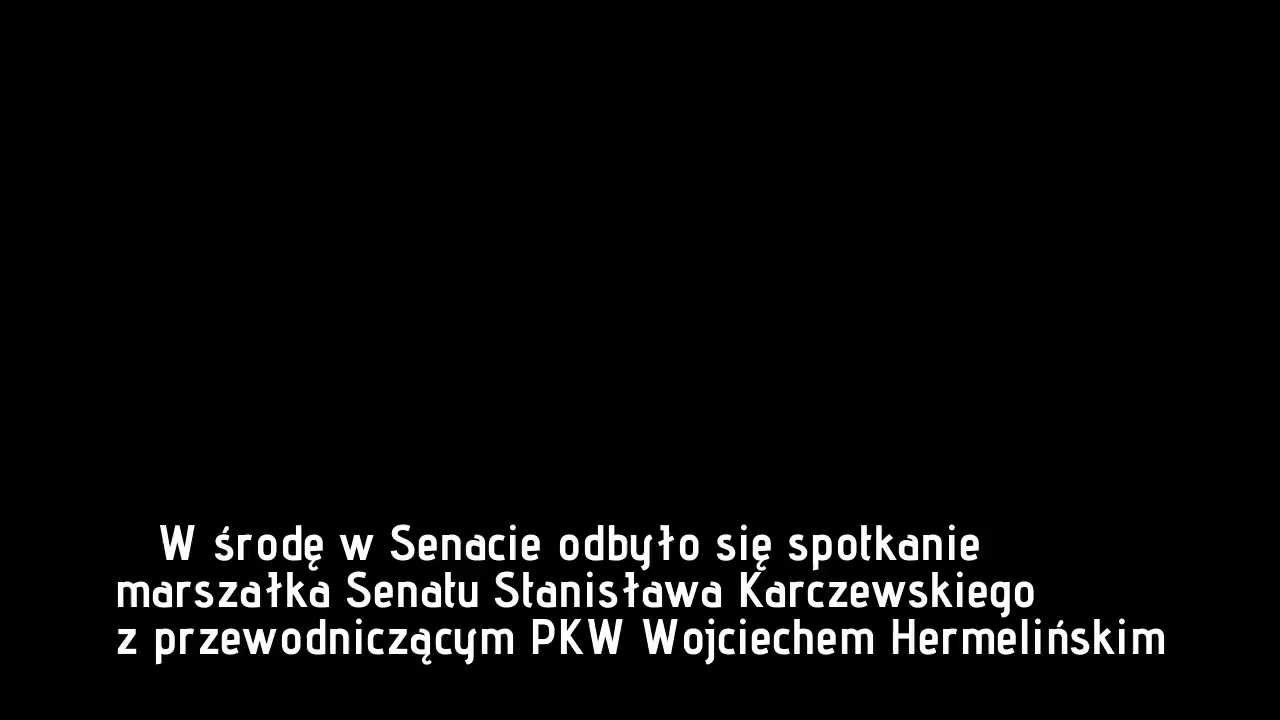 W środę w Senacie odbyło się spotkanie
marszałka Senatu Stanisława Karczewskiego
z przewodniczącym PKW Wojciechem Hermelińskim